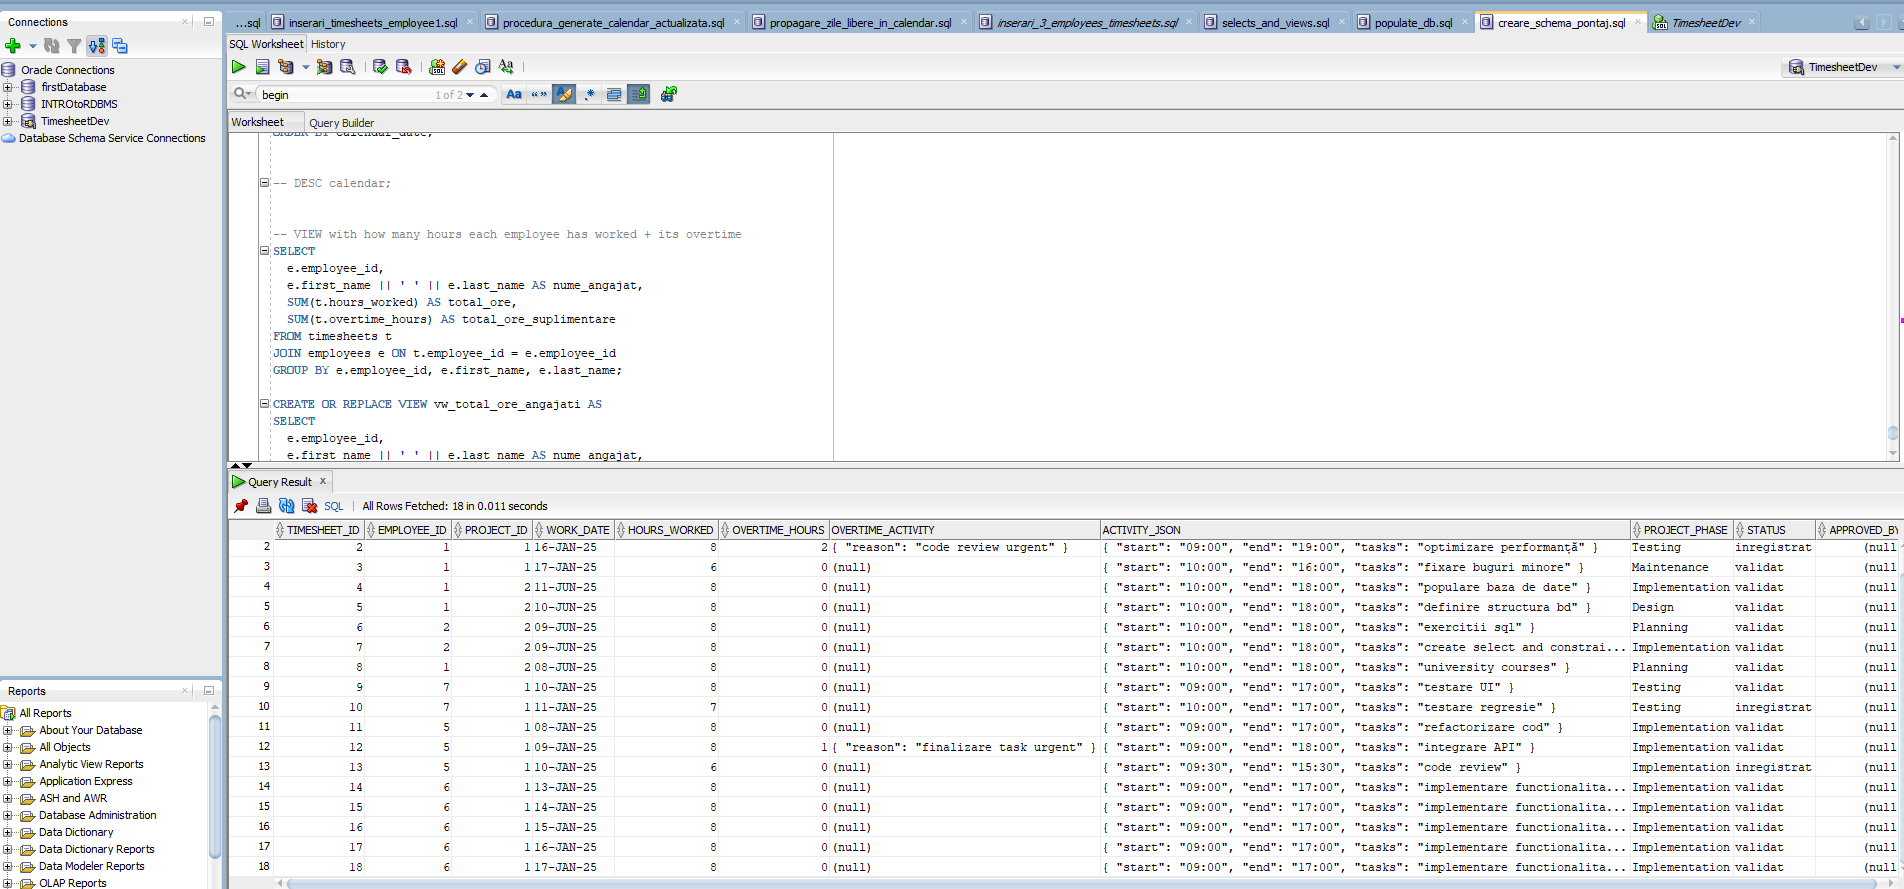 Connections
...sql
inserari_timesheets_employee1.sql
procedura_generate_calendar_actualizata.sql
propagare_zile_libere_in_calendar.sql
inserari_3_employees_timesheets.sql
selects_and_views.sql
populate_db.sql
creare_schema_pontaj.sql
TimesheetDev
SQL Worksheet History
TimesheetDev
Oracle Connections
firstDatabase
INTROtoRDBMS
TimesheetDev
Database Schema Service Connections
begin 1 of 2
Aa
Worksheet Query Builder
ORDER BY calendar_date;
-- DESC calendar;
-- VIEW with how many hours each employee has worked + its overtime
SELECT
e.employee_id,
e.first_name || ' ' || e.last_name AS nume_angajat,
SUM(t.hours_worked) AS total_ore,
SUM(t.overtime_hours) AS total_ore_suplimentare
FROM timesheets t
JOIN employees e ON t.employee_id = e.employee_id
GROUP BY e.employee_id, e.first_name, e.last_name;
CREATE OR REPLACE VIEW vw_total_ore_angajati AS
SELECT
e.employee_id,
e.first_name || ' ' || e.last_name AS nume_angajat,
Query Result x
SQL | All Rows Fetched: 18 in 0.011 seconds
TIMESHEET_ID EMPLOYEE_ID PROJECT_ID WORK_DATE HOURS_WORKED OVERTIME_HOURS OVERTIME_ACTIVITY ACTIVITY_JSON PROJECT_PHASE STATUS APPROVED_BY
2 2 1 1 16-JAN-25 8 2 { "reason": "code review urgent" } { "start": "09:00", "end": "19:00", "tasks": "optimizare performanță" } Testing inregistrat (null
3 3 1 1 17-JAN-25 6 0 (null) { "start": "10:00", "end": "16:00", "tasks": "fixare buguri minore" } Maintenance validat (null
4 4 1 2 11-JUN-25 8 0 (null) { "start": "10:00", "end": "18:00", "tasks": "populare baza de date" } Implementation validat (null
5 5 1 2 10-JUN-25 8 0 (null) { "start": "10:00", "end": "18:00", "tasks": "definire structura bd" } Design validat (null
6 6 2 2 09-JUN-25 8 0 (null) { "start": "10:00", "end": "18:00", "tasks": "exercitii sql" } Planning validat (null
7 7 2 2 09-JUN-25 8 0 (null) { "start": "10:00", "end": "18:00", "tasks": "create select and constrai... Implementation validat (null
8 8 1 2 08-JUN-25 8 0 (null) { "start": "10:00", "end": "18:00", "tasks": "university courses" } Planning validat (null
9 9 7 1 10-JAN-25 8 0 (null) { "start": "09:00", "end": "17:00", "tasks": "testare UI" } Testing validat (null
10 10 7 1 11-JAN-25 7 0 (null) { "start": "10:00", "end": "17:00", "tasks": "testare regresie" } Testing inregistrat (null
11 11 5 1 08-JAN-25 8 0 (null) { "start": "09:00", "end": "17:00", "tasks": "refactorizare cod" } Implementation validat (null
12 12 5 1 09-JAN-25 8 1 { "reason": "finalizare task urgent" } { "start": "09:00", "end": "18:00", "tasks": "integrare API" } Implementation validat (null
13 13 5 1 10-JAN-25 6 0 (null) { "start": "09:30", "end": "15:30", "tasks": "code review" } Implementation inregistrat (null
14 14 6 1 13-JAN-25 8 0 (null) { "start": "09:00", "end": "17:00", "tasks": "implementare functionalita... Implementation validat (null
15 15 6 1 14-JAN-25 8 0 (null) { "start": "09:00", "end": "17:00", "tasks": "implementare functionalita... Implementation validat (null
16 16 6 1 15-JAN-25 8 0 (null) { "start": "09:00", "end": "17:00", "tasks": "implementare functionalita... Implementation validat (null
17 17 6 1 16-JAN-25 8 0 (null) { "start": "09:00", "end": "17:00", "tasks": "implementare functionalita... Implementation validat (null
18 18 6 1 17-JAN-25 8 0 (null) { "start": "09:00", "end": "17:00", "tasks": "implementare functionalita... Implementation validat (null
Reports
All Reports
About Your Database
All Objects
Analytic View Reports
Application Express
ASH and AWR
Database Administration
Data Dictionary
Data Dictionary Reports
Data Modeler Reports
OLAP Reports